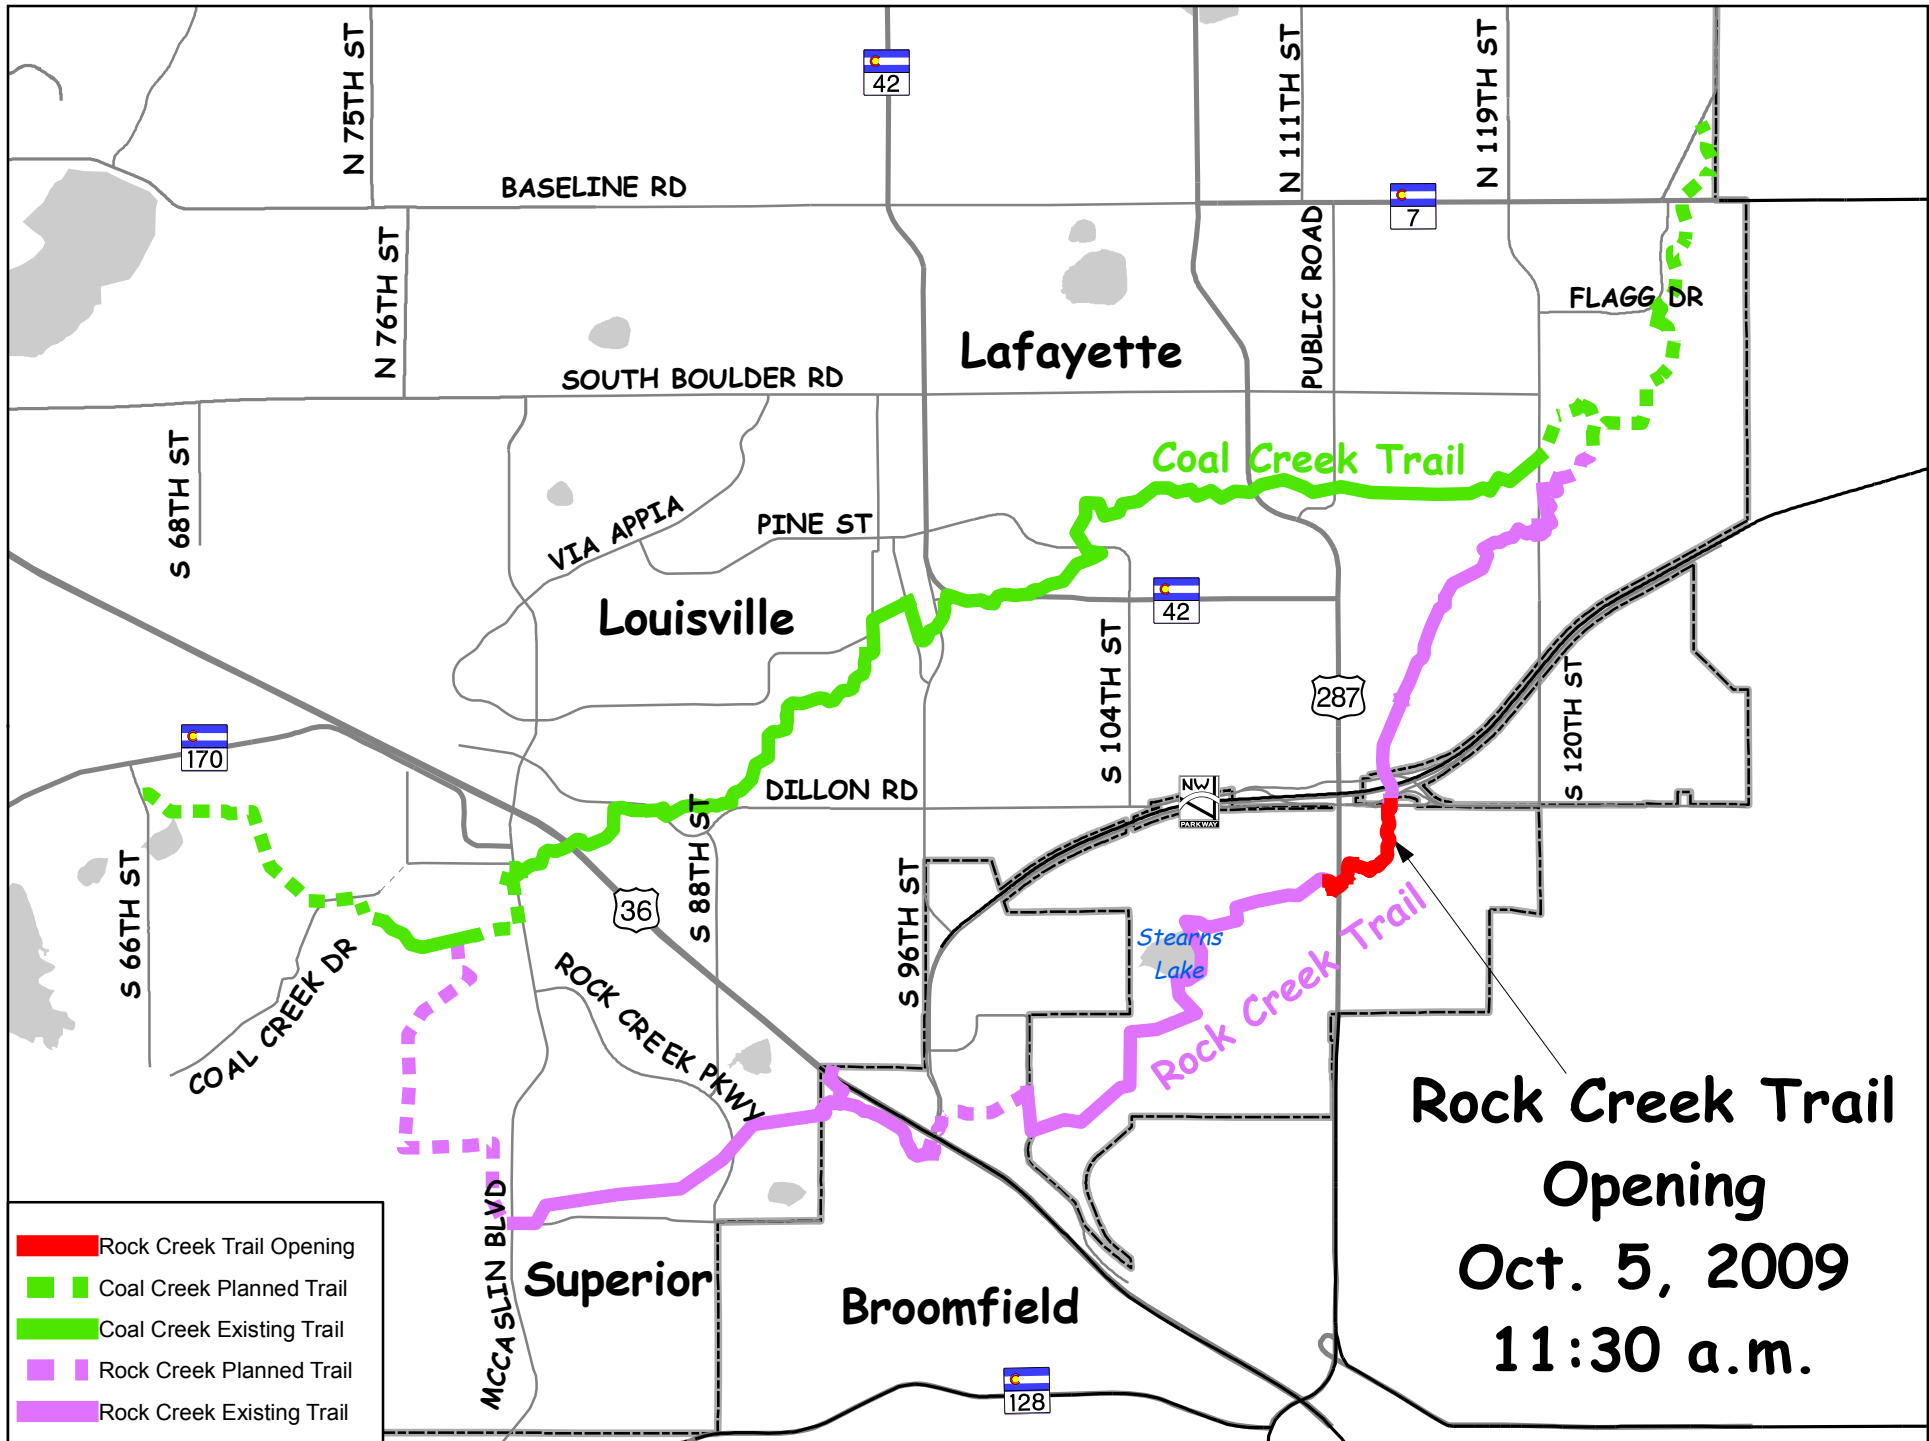 N 75TH ST
42
N 111TH ST
N 119TH ST
BASELINE RD
7
N 76TH ST
PUBLIC ROAD
FLAGG DR
Lafayette
SOUTH BOULDER RD
S 68TH ST
Coal Creek Trail
VIA APPIA
PINE ST
Louisville
42
S 104TH ST
287
S 120TH ST
170
DILLON RD
NW
PARKWAY
S 66TH ST
S 88TH ST
36
S 96TH ST
Stearns
Lake
Rock Creek Trail
COAL CREEK DR
ROCK CREEK PKWY
Rock Creek Trail
Opening
Oct. 5, 2009
11:30 a.m.
MCCASLIN BLVD
Superior
Broomfield
128
Rock Creek Trail Opening
Coal Creek Planned Trail
Coal Creek Existing Trail
Rock Creek Planned Trail
Rock Creek Existing Trail